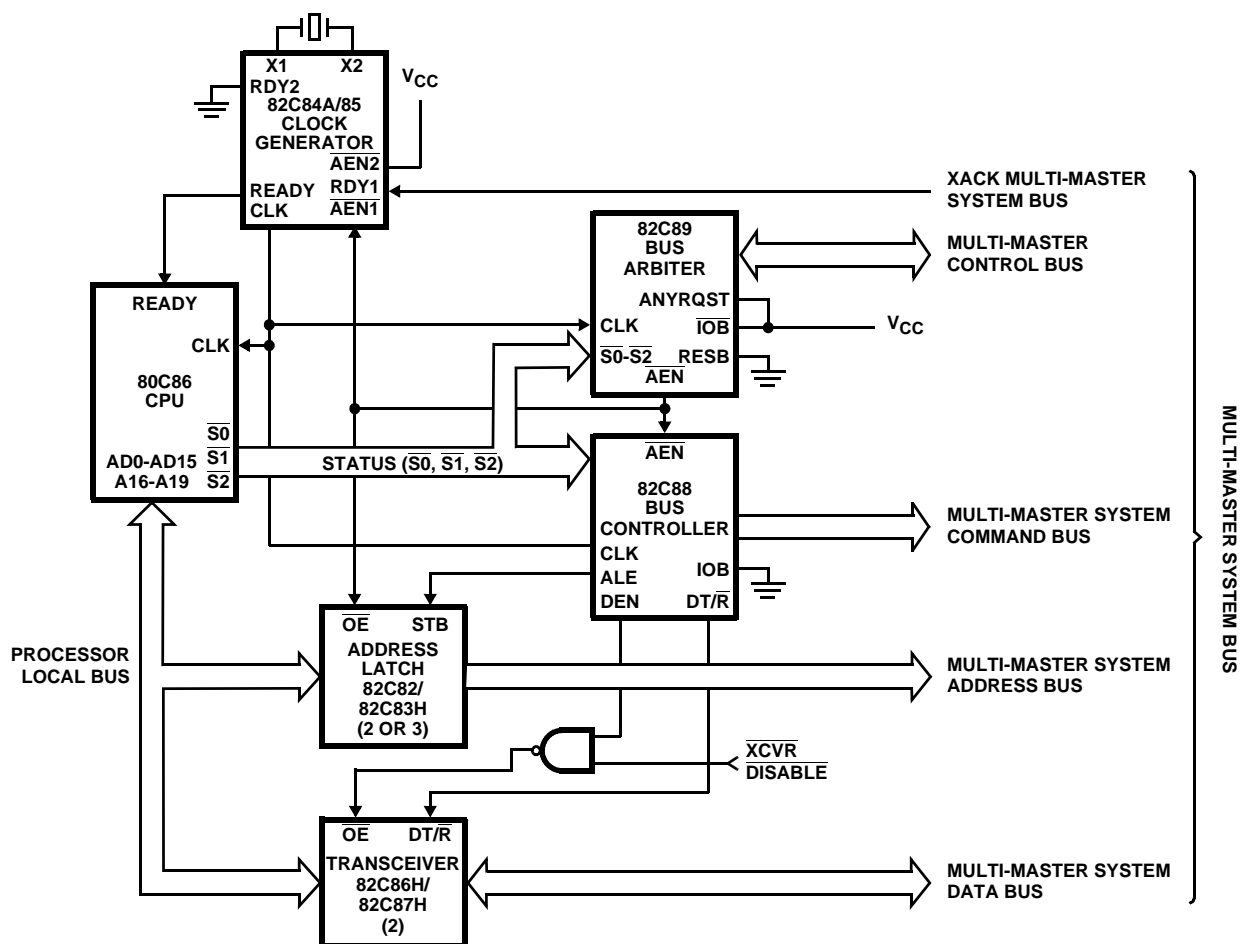 X1 X2
RDY2
82C84A/85
CLOCK
GENERATOR
AEN2
READY RDY1
CLK AEN1
VCC
XACK MULTI-MASTER
SYSTEM BUS
82C89
BUS
ARBITER
ANYRQST
CLK IOB
S0-S2 RESB
AEN
VCC
MULTI-MASTER
CONTROL BUS
READY
CLK
80C86
CPU
S0
AD0-AD15 S1
A16-A19 S2
STATUS (S0, S1, S2)
AEN
82C88
BUS
CONTROLLER
CLK
ALE IOB
DEN DT/R
MULTI-MASTER SYSTEM
COMMAND BUS
MULTI-MASTER SYSTEM BUS
PROCESSOR
LOCAL BUS
OE STB
ADDRESS
LATCH
82C82/
82C83H
(2 OR 3)
MULTI-MASTER SYSTEM
ADDRESS BUS
XCVR
DISABLE
OE DT/R
TRANSCEIVER
82C86H/
82C87H
(2)
MULTI-MASTER SYSTEM
DATA BUS